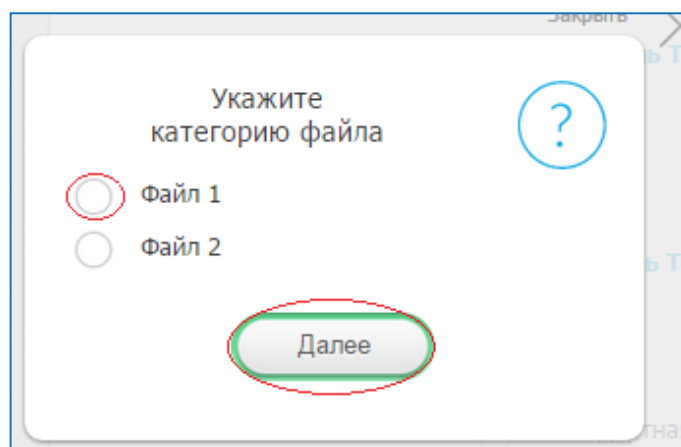 Закрыть
Укажите
категорию файла
?
Файл 1
Файл 2
Далее